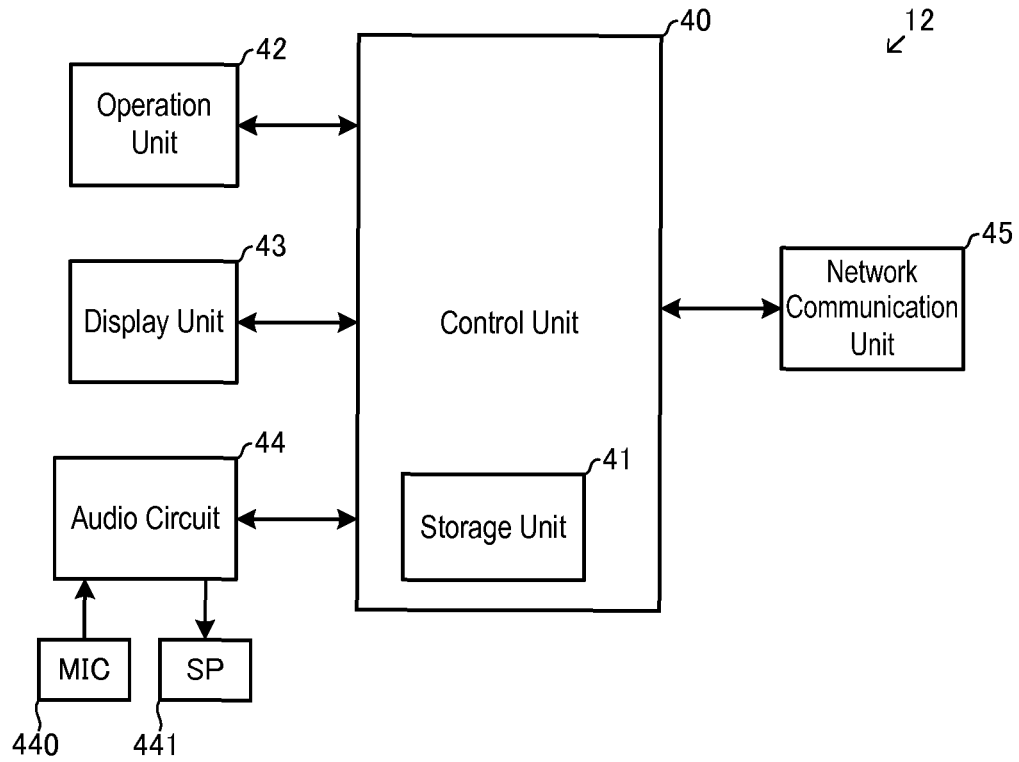 12
40
42
Operation
Unit
43
Display Unit
Control Unit
45
Network
Communication
Unit
44
Audio Circuit
41
Storage Unit
MIC
SP
440
441